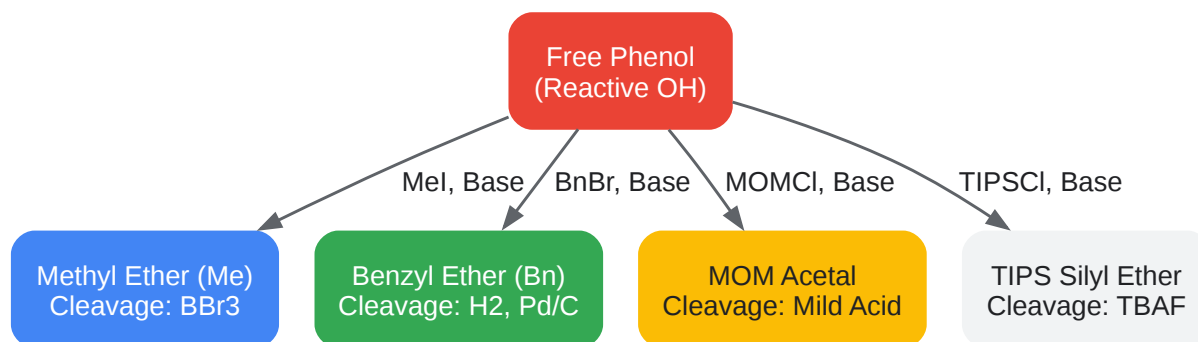 Free Phenol
(Reactive OH)
MeI, Base
BnBr, Base
MOMCl, Base
TIPSCl, Base
Methyl Ether (Me)
Cleavage: BBr3
Benzyl Ether (Bn)
Cleavage: H2, Pd/C
MOM Acetal
Cleavage: Mild Acid
TIPS Silyl Ether
Cleavage: TBAF